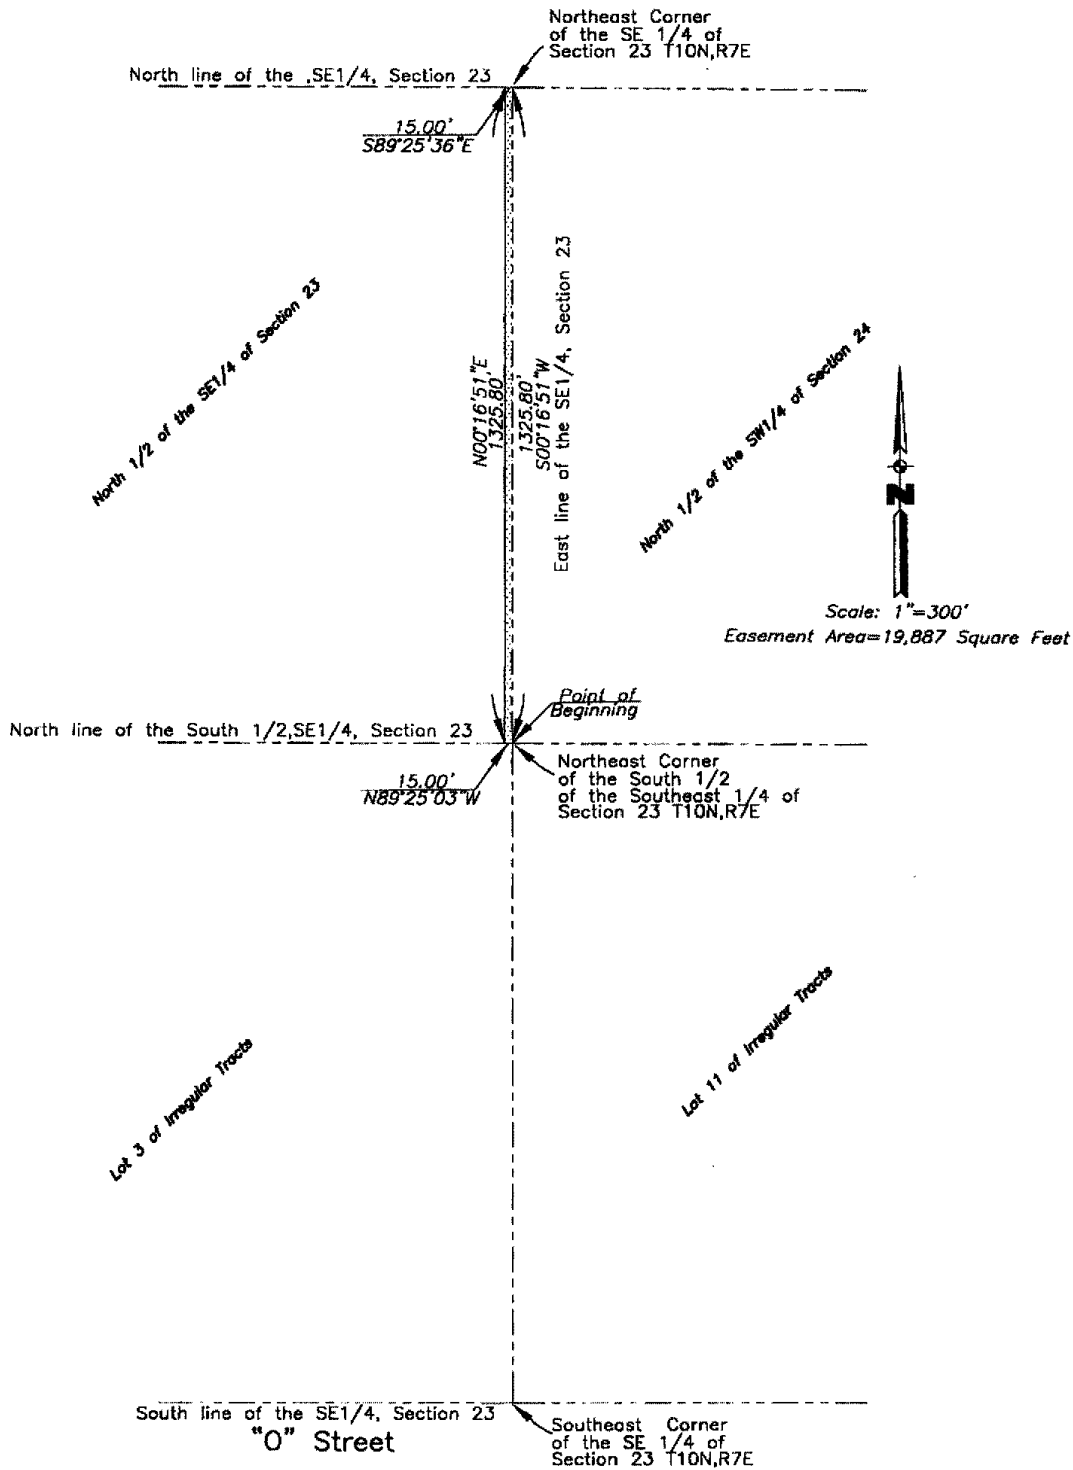 Northeast Corner
of the SE 1/4 of
Section 23 T10N,R7E
North line of the ,SE1/4, Section 23
15.00'
S89°25'36"E
East line of the SE1/4, Section 23
North 1/2 of the SE1/4 of Section 23
N00°16'51"E
1325.80'
1325.80'
S00°16'51"W
North 1/2 of the SW1/4 of Section 24
N
Scale: 1"=300'
Easement Area=19,887 Square Feet
Point of
Beginning
North line of the South 1/2,SE1/4, Section 23
15.00'
N89°25'03"W
Northeast Corner
of the South 1/2
of the Southeast 1/4 of
Section 23 T10N,R7E
Lot 3 of Irregular Tracts
Lot 11 of Irregular Tracts
South line of the SE1/4, Section 23
"O" Street
Southeast Corner
of the SE 1/4 of
Section 23 T10N,R7E